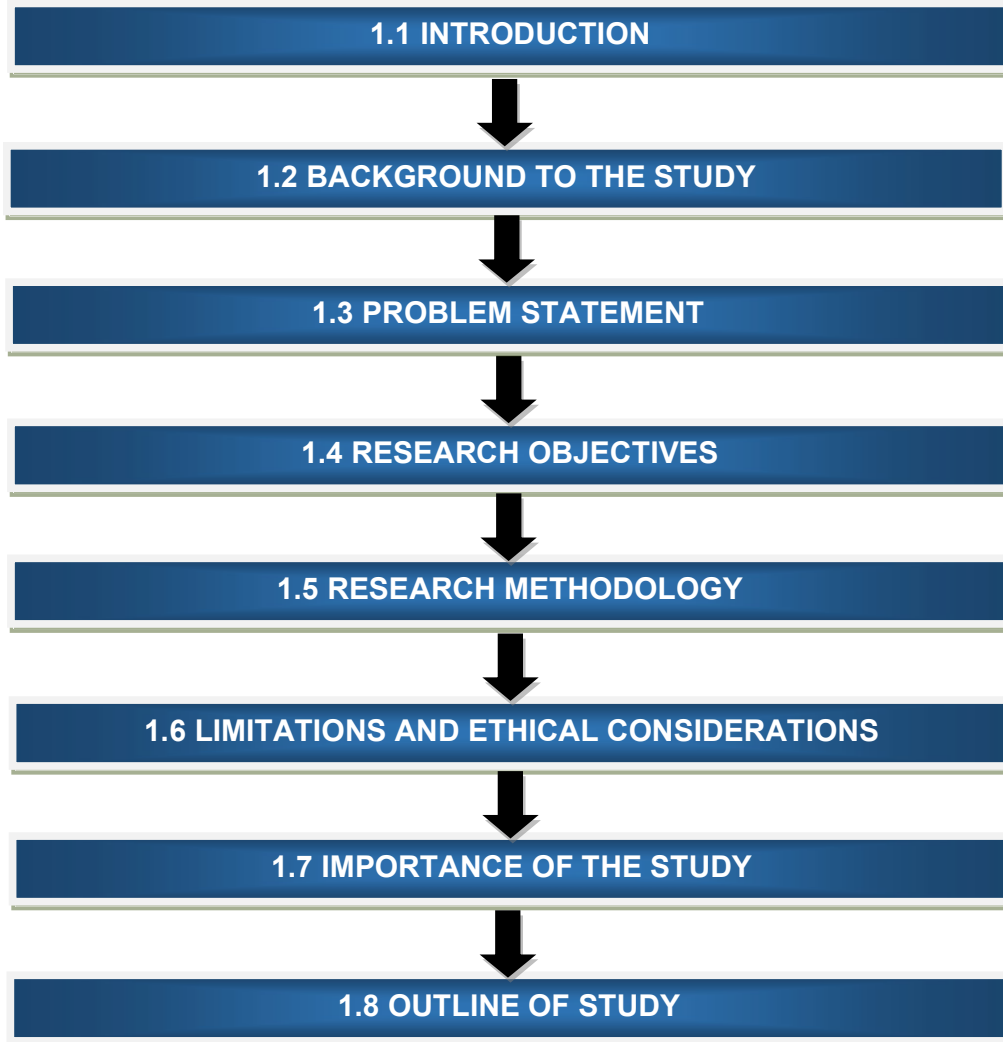 1.1 INTRODUCTION
1.2 BACKGROUND TO THE STUDY
1.3 PROBLEM STATEMENT
1.4 RESEARCH OBJECTIVES
1.5 RESEARCH METHODOLOGY
1.6 LIMITATIONS AND ETHICAL CONSIDERATIONS
1.7 IMPORTANCE OF THE STUDY
1.8 OUTLINE OF STUDY